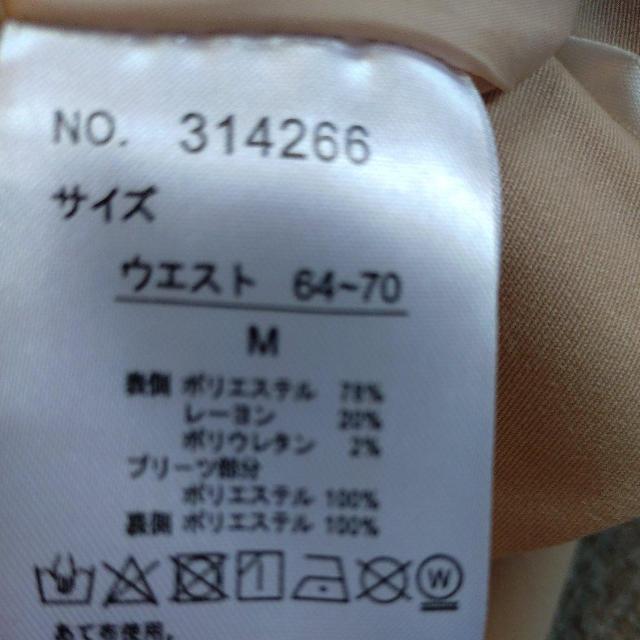 NO. 314266
サイズ
ウエスト 64~70
M
表側 ポリエステル 78%
レーヨン 20%
ポリウレタン 2%
プリーツ部分
ポリエステル 100%
裏側 ポリエステル 100%
W
あて布使用。